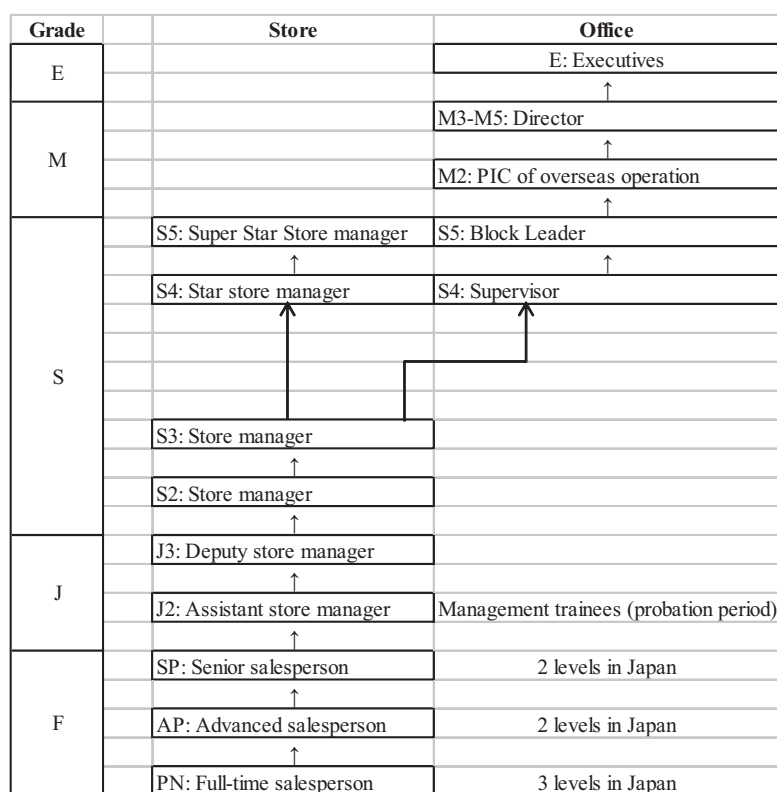 Grade Store Office
E E: Executives
↑
M3-M5: Director
↑
M M2: PIC of overseas operation
↑
S5: Super Star Store manager S5: Block Leader
↑ ↑
S4: Star store manager S4: Supervisor
S
S3: Store manager
↑
S2: Store manager
↑
J3: Deputy store manager
J ↑
J2: Assistant store manager Management trainees (probation period)
↑
SP: Senior salesperson 2 levels in Japan
↑
F AP: Advanced salesperson 2 levels in Japan
↑
PN: Full-time salesperson 3 levels in Japan